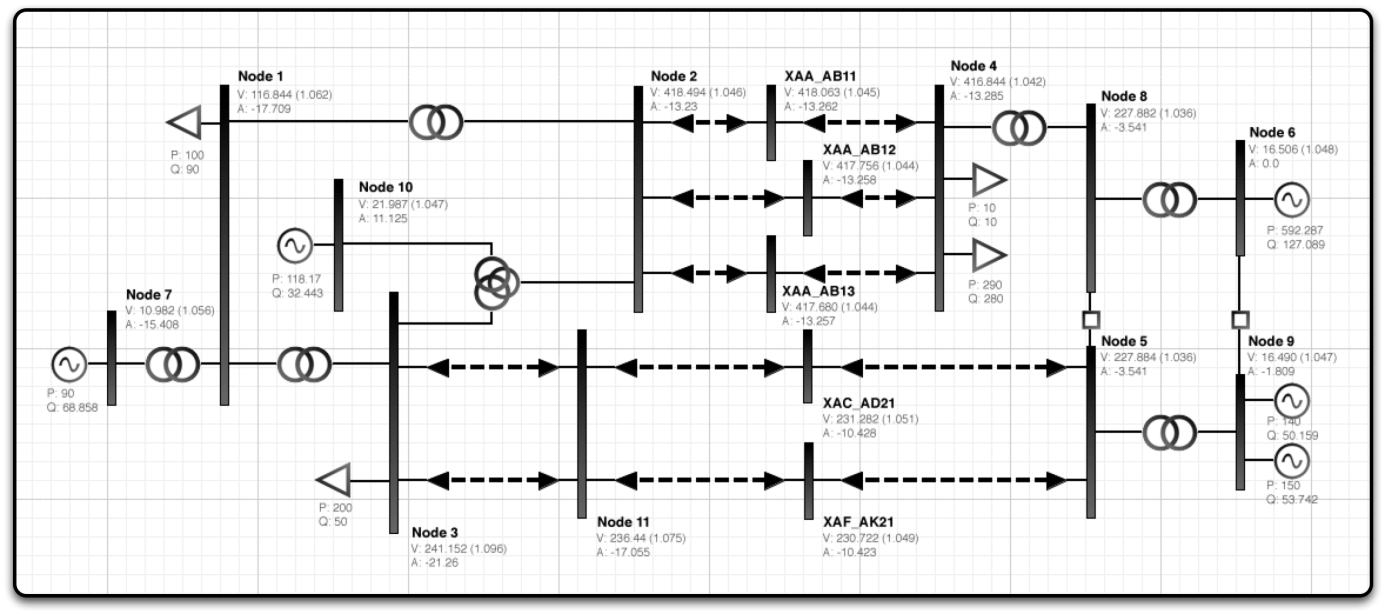 Node 1
V: 116.844 (1.062)
A: -17.709
P: 100
Q: 90
Node 2
V: 418.494 (1.046)
A: -13.23
XAA_AB11
V: 418.063 (1.045)
A: -13.262
Node 4
V: 416.844 (1.042)
A: -13.285
Node 8
V: 227.882 (1.036)
A: -3.541
Node 6
V: 16.506 (1.048)
A: 0.0
P: 592.287
Q: 127.089
XAA_AB12
V: 417.756 (1.044)
A: -13.258
P: 10
Q: 10
Node 10
V: 21.987 (1.047)
A: 11.125
P: 118.17
Q: 32.443
P: 290
Q: 280
XAA_AB13
V: 417.680 (1.044)
A: -13.257
Node 7
V: 10.982 (1.056)
A: -15.408
P: 90
Q: 68.858
Node 5
V: 227.884 (1.036)
A: -3.541
Node 9
V: 16.490 (1.047)
A: -1.809
P: 140
Q: 50.159
P: 150
Q: 53.742
XAC_AD21
V: 231.282 (1.051)
A: -10.428
P: 200
Q: 50
Node 3
V: 241.152 (1.096)
A: -21.26
Node 11
V: 236.44 (1.075)
A: -17.055
XAF_AK21
V: 230.722 (1.049)
A: -10.423